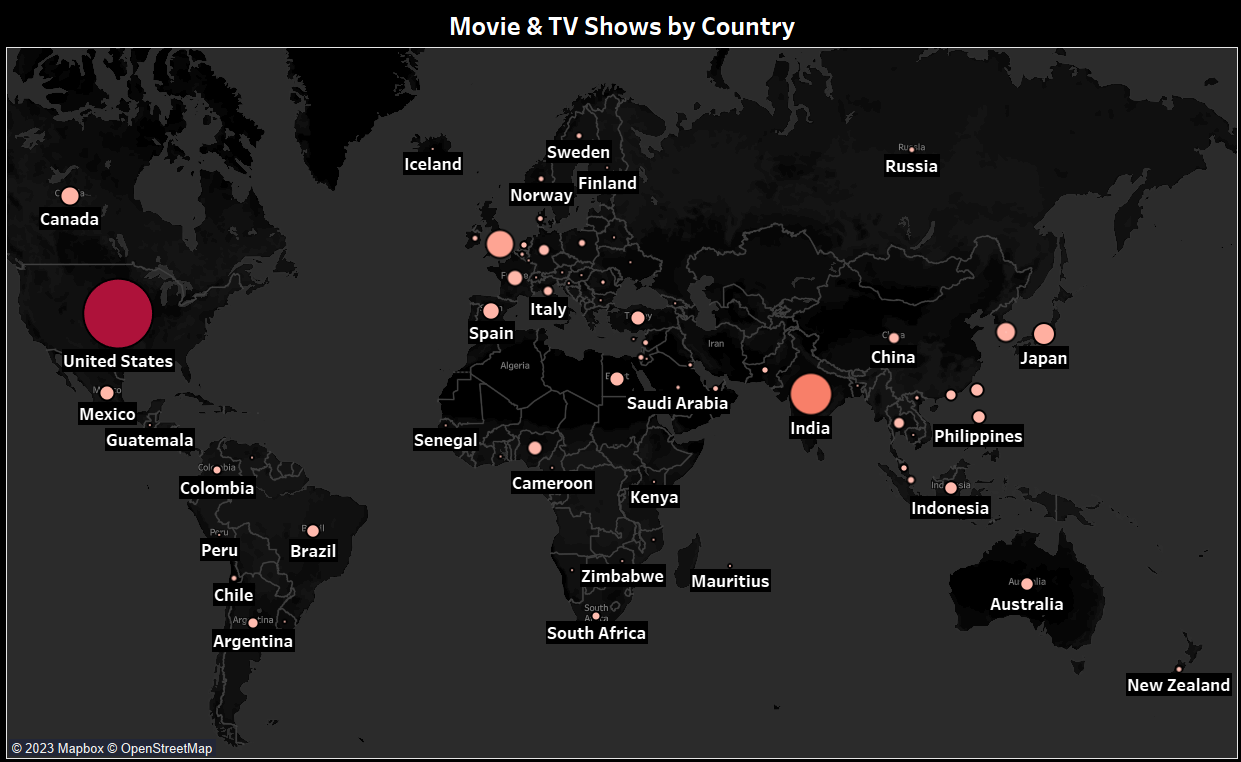 Movie & TV Shows by Country
Iceland
Sweden
Russia
Finland
Norway
Canada
Italy
Spain
Iran
Japan
China
United States
Algeria
Saudi Arabia
Mexico
India
Guatemala
Senegal
Philippines
Colombia
Cameroon
Kenya
Indonesia
Peru
Brazil
Zimbabwe
Mauritius
Chile
Australia
South
Argentina
South Africa
New Zealand
© 2023 Mapbox © OpenStreetMap